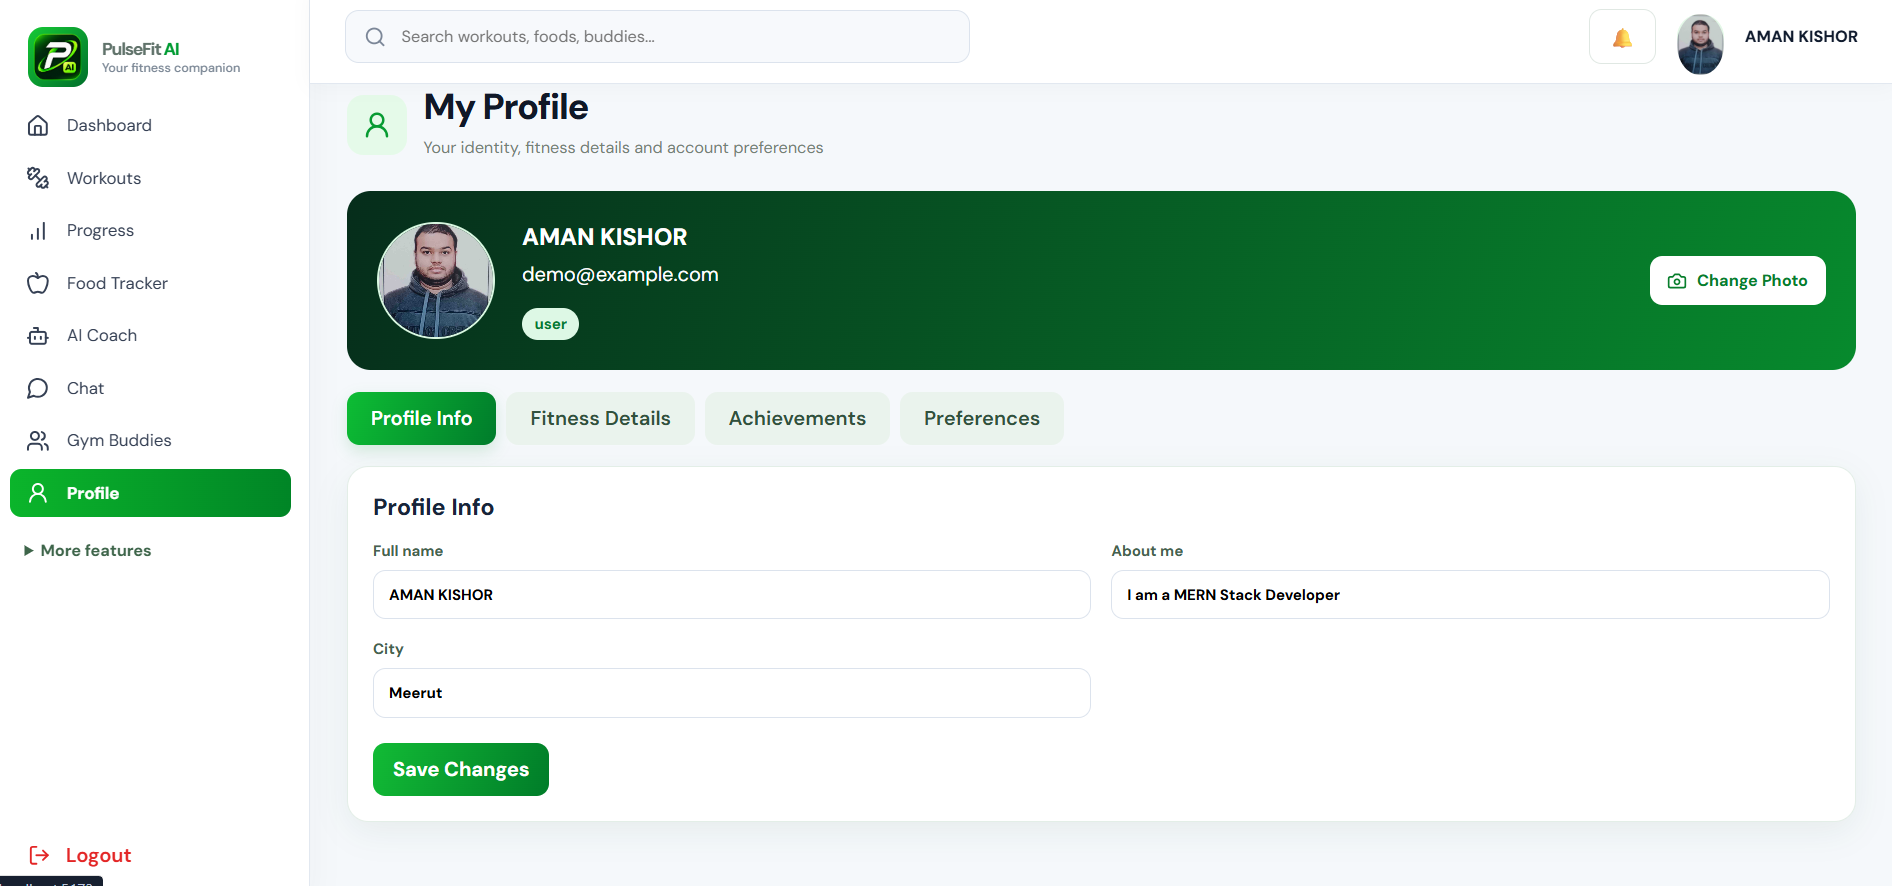 PulseFit AI
Your fitness companion
Search workouts, foods, buddies...
AMAN KISHOR
Dashboard
Workouts
Progress
Food Tracker
AI Coach
Chat
Gym Buddies
Profile
More features
Logout
My Profile
Your identity, fitness details and account preferences
AMAN KISHOR
demo@example.com
user
Change Photo
Profile Info
Fitness Details
Achievements
Preferences
Profile Info
Full name
AMAN KISHOR
About me
I am a MERN Stack Developer
City
Meerut
Save Changes